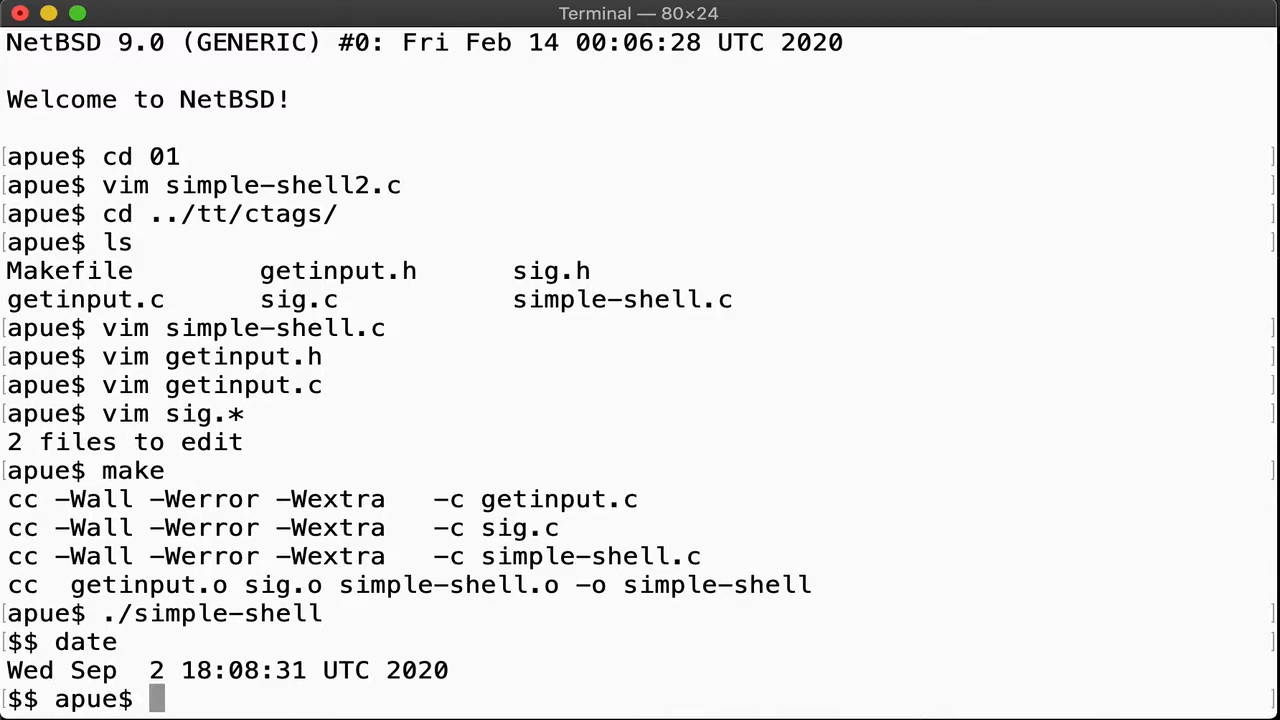 Terminal — 80×24
NetBSD 9.0 (GENERIC) #0: Fri Feb 14 00:06:28 UTC 2020
Welcome to NetBSD!
[apue$ cd 01 ]
[apue$ vim simple-shell2.c ]
[apue$ cd ../tt/ctags/ ]
[apue$ ls ]
Makefile        getinput.h      sig.h
getinput.c      sig.c           simple-shell.c
[apue$ vim simple-shell.c ]
[apue$ vim getinput.h ]
[apue$ vim getinput.c ]
[apue$ vim sig.* ]
2 files to edit
[apue$ make ]
cc -Wall -Werror -Wextra   -c getinput.c
cc -Wall -Werror -Wextra   -c sig.c
cc -Wall -Werror -Wextra   -c simple-shell.c
cc  getinput.o sig.o simple-shell.o -o simple-shell
[apue$ ./simple-shell ]
[$$ date ]
Wed Sep  2 18:08:31 UTC 2020
[$$ apue$ ]